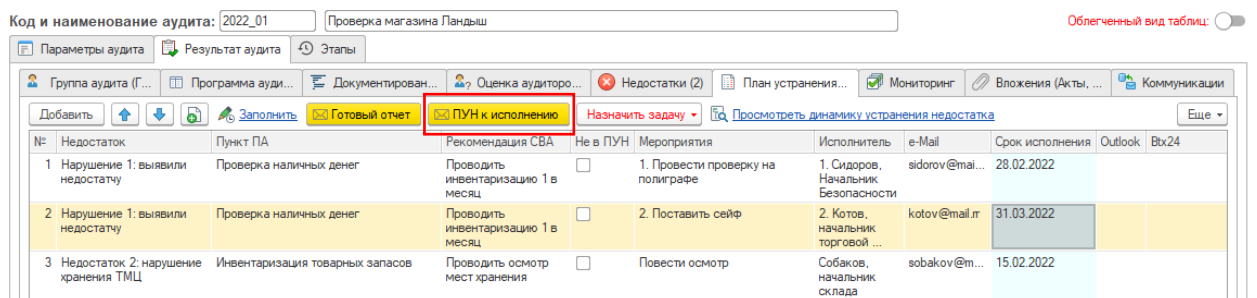 Код и наименование аудита: 2022_01 Проверка магазина Ландыш Облегченный вид таблиц:
Параметры аудита Результат аудита Этапы
Группа аудита (Г... Программа ауди... Документирован... Оценка аудиторо... Недостатки (2) План устранения... Мониторинг Вложения (Акты, ... Коммуникации
Добавить Заполнить Готовый отчет ПУН к исполнению Назначить задачу Просмотреть динамику устранения недостатка Еще
№ Недостаток Пункт ПА Рекомендация СВА Не в ПУН Мероприятия Исполнитель e-Mail Срок исполнения Outlook Btx24
1 Нарушение 1: выявили Проверка наличных денег Проводить 1. Провести проверку на 1. Сидоров, sidorov@mai... 28.02.2022
недостатчу инвентаризацию 1 в полиграфе Начальник
месяц Безопасности
2 Нарушение 1: выявили Проверка наличных денег Проводить 2. Поставить сейф 2. Котов, kotov@mail.rr 31.03.2022
недостатчу инвентаризацию 1 в начальник
месяц торговой ...
3 Недостаток 2: нарушение Инвентаризация товарных запасов Проводить осмотр Повести осмотр Собаков, sobakov@m... 15.02.2022
хранения ТМЦ мест хранения начальник
склада